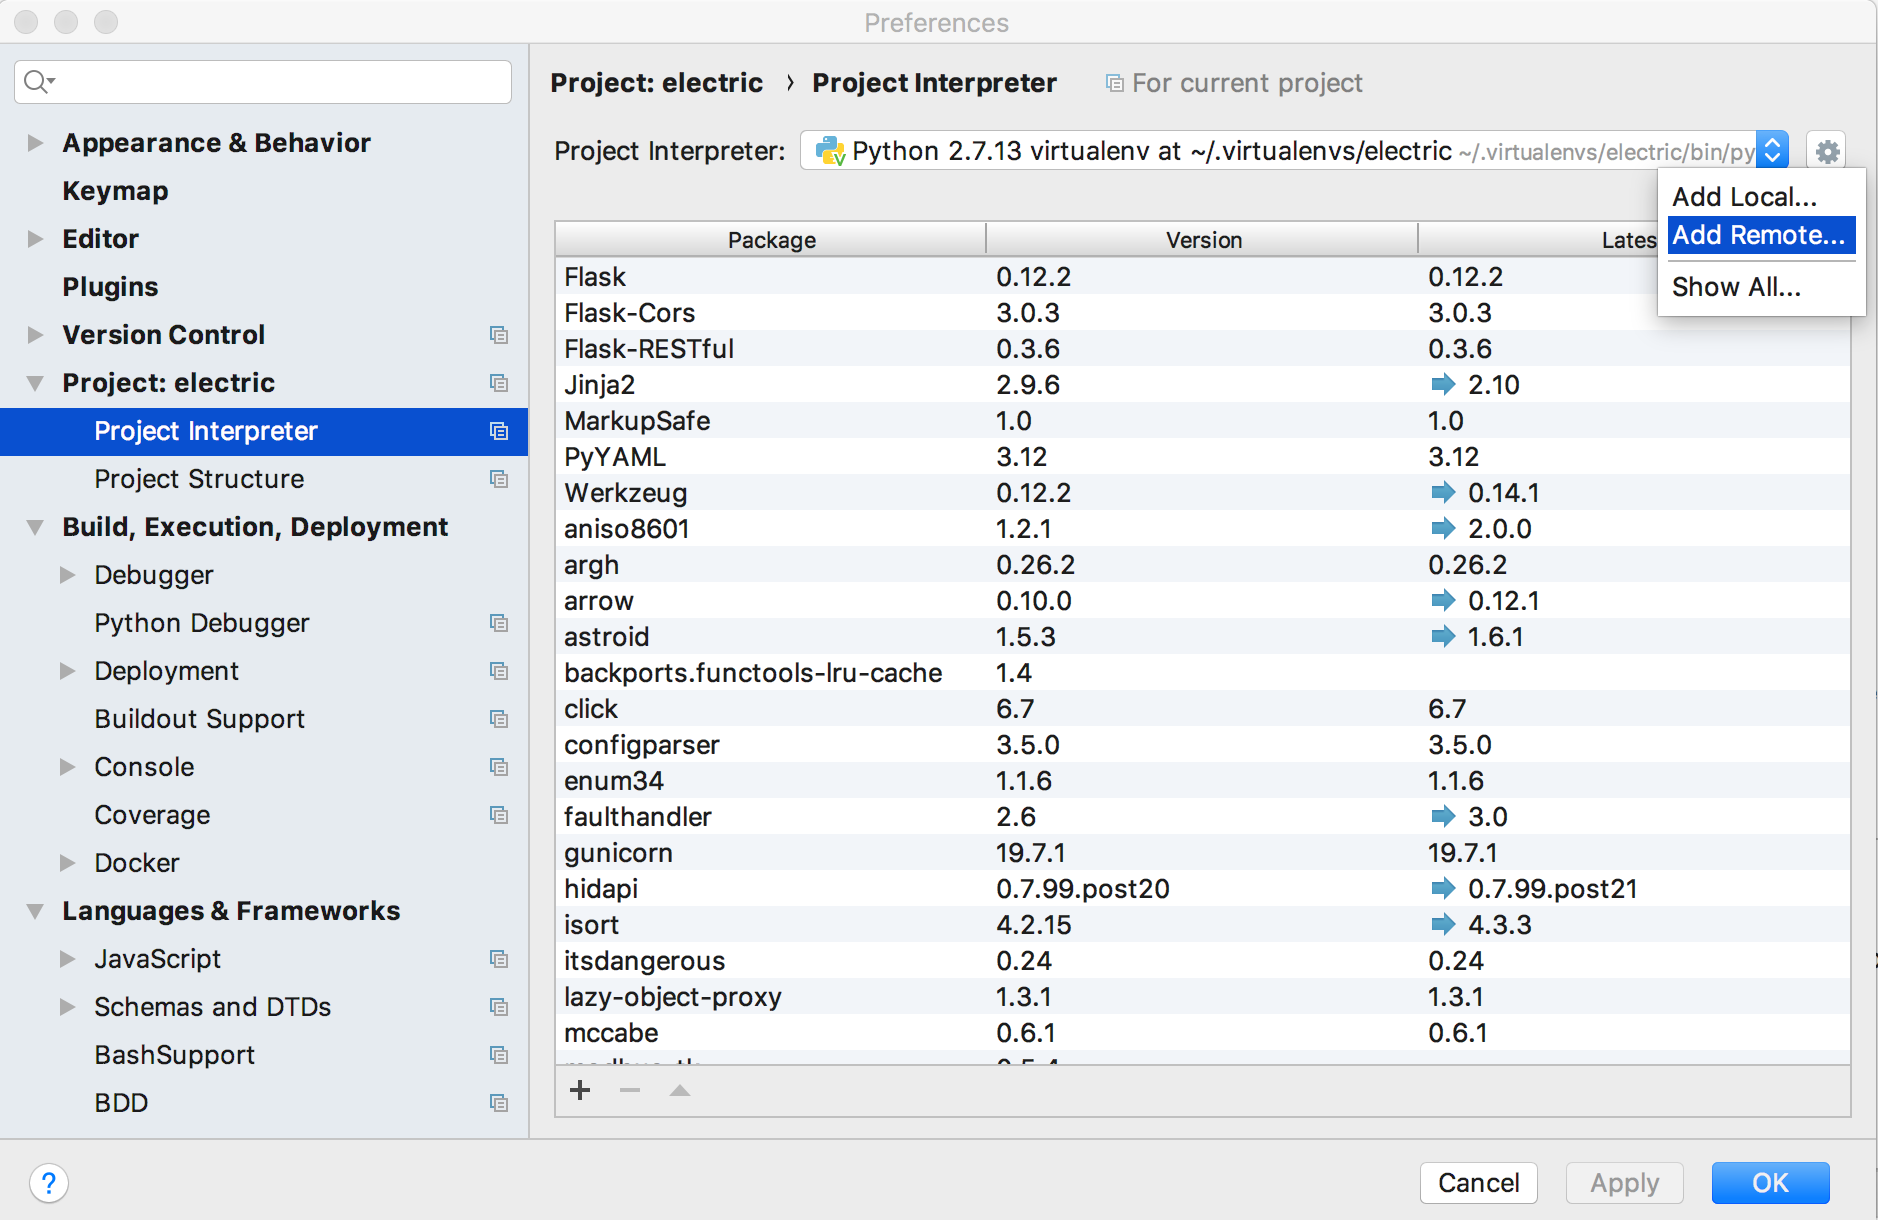 Preferences
Project: electric › Project Interpreter For current project
Project Interpreter: Python 2.7.13 virtualenv at ~/.virtualenvs/electric ~/.virtualenvs/electric/bin/py
Add Local...
Add Remote...
Show All...
Appearance & Behavior
Keymap
Editor
Plugins
Version Control
Project: electric
Project Interpreter
Project Structure
Build, Execution, Deployment
Debugger
Python Debugger
Deployment
Buildout Support
Console
Coverage
Docker
Languages & Frameworks
JavaScript
Schemas and DTDs
BashSupport
BDD
Package Version Lates
Flask 0.12.2 0.12.2
Flask-Cors 3.0.3 3.0.3
Flask-RESTful 0.3.6 0.3.6
Jinja2 2.9.6 2.10
MarkupSafe 1.0 1.0
PyYAML 3.12 3.12
Werkzeug 0.12.2 0.14.1
aniso8601 1.2.1 2.0.0
argh 0.26.2 0.26.2
arrow 0.10.0 0.12.1
astroid 1.5.3 1.6.1
backports.functools-lru-cache 1.4
click 6.7 6.7
configparser 3.5.0 3.5.0
enum34 1.1.6 1.1.6
faulthandler 2.6 3.0
gunicorn 19.7.1 19.7.1
hidapi 0.7.99.post20 0.7.99.post21
isort 4.2.15 4.3.3
itsdangerous 0.24 0.24
lazy-object-proxy 1.3.1 1.3.1
mccabe 0.6.1 0.6.1
?
Cancel Apply OK